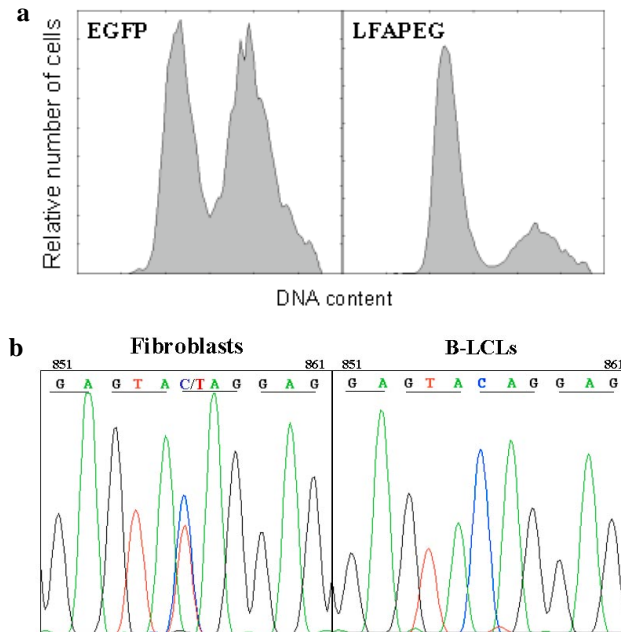 a
EGFP LFAPEG
Relative number of cells
DNA content
b
Fibroblasts B-LCLs
851 861 851 861
G A G T A C/T A G G A G G A G T A C A G G A G